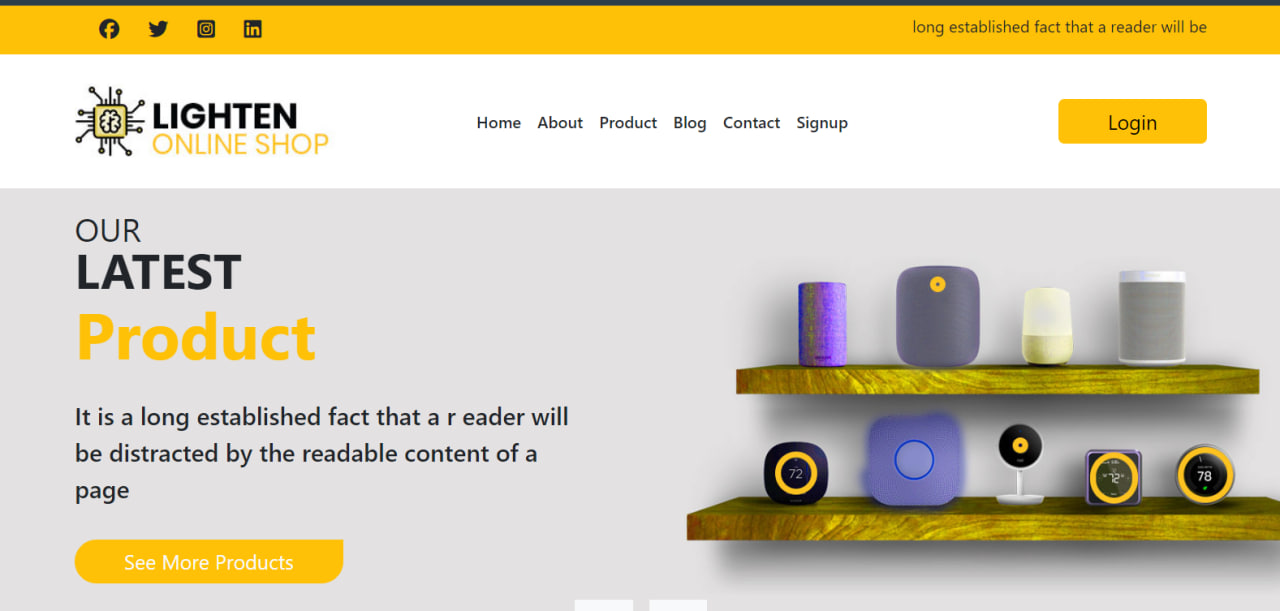 long established fact that a reader will be
LIGHTEN
ONLINE SHOP
Home About Product Blog Contact Signup
Login
OUR
LATEST
Product
It is a long established fact that a r eader will
be distracted by the readable content of a
page
See More Products
72
72
78